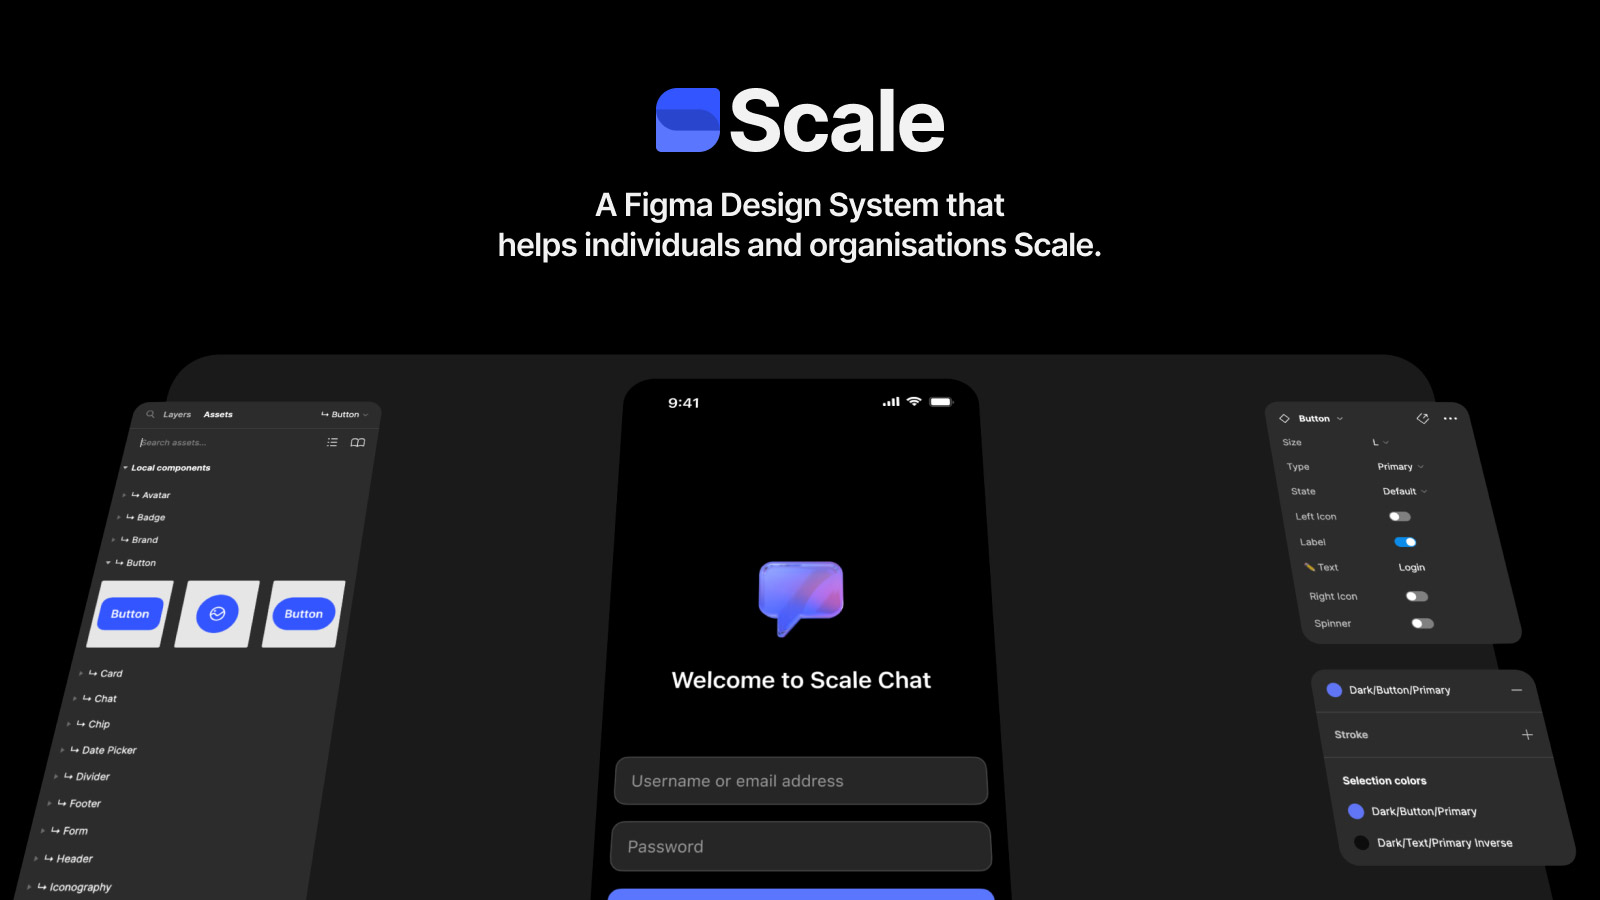 Scale
A Figma Design System that
helps individuals and organisations Scale.
Layers Assets Button
Search assets...
Local components
Avatar
Badge
Brand
Button
Button Button
Card
Chat
Chip
Date Picker
Divider
Footer
Form
Header
Iconography
9:41
Welcome to Scale Chat
Username or email address
Password
Button
Size L
Type Primary
State Default
Left Icon
Label
Text Login
Right Icon
Spinner
Dark/Button/Primary
Stroke
Selection colors
Dark/Button/Primary
Dark/Text/Primary Inverse